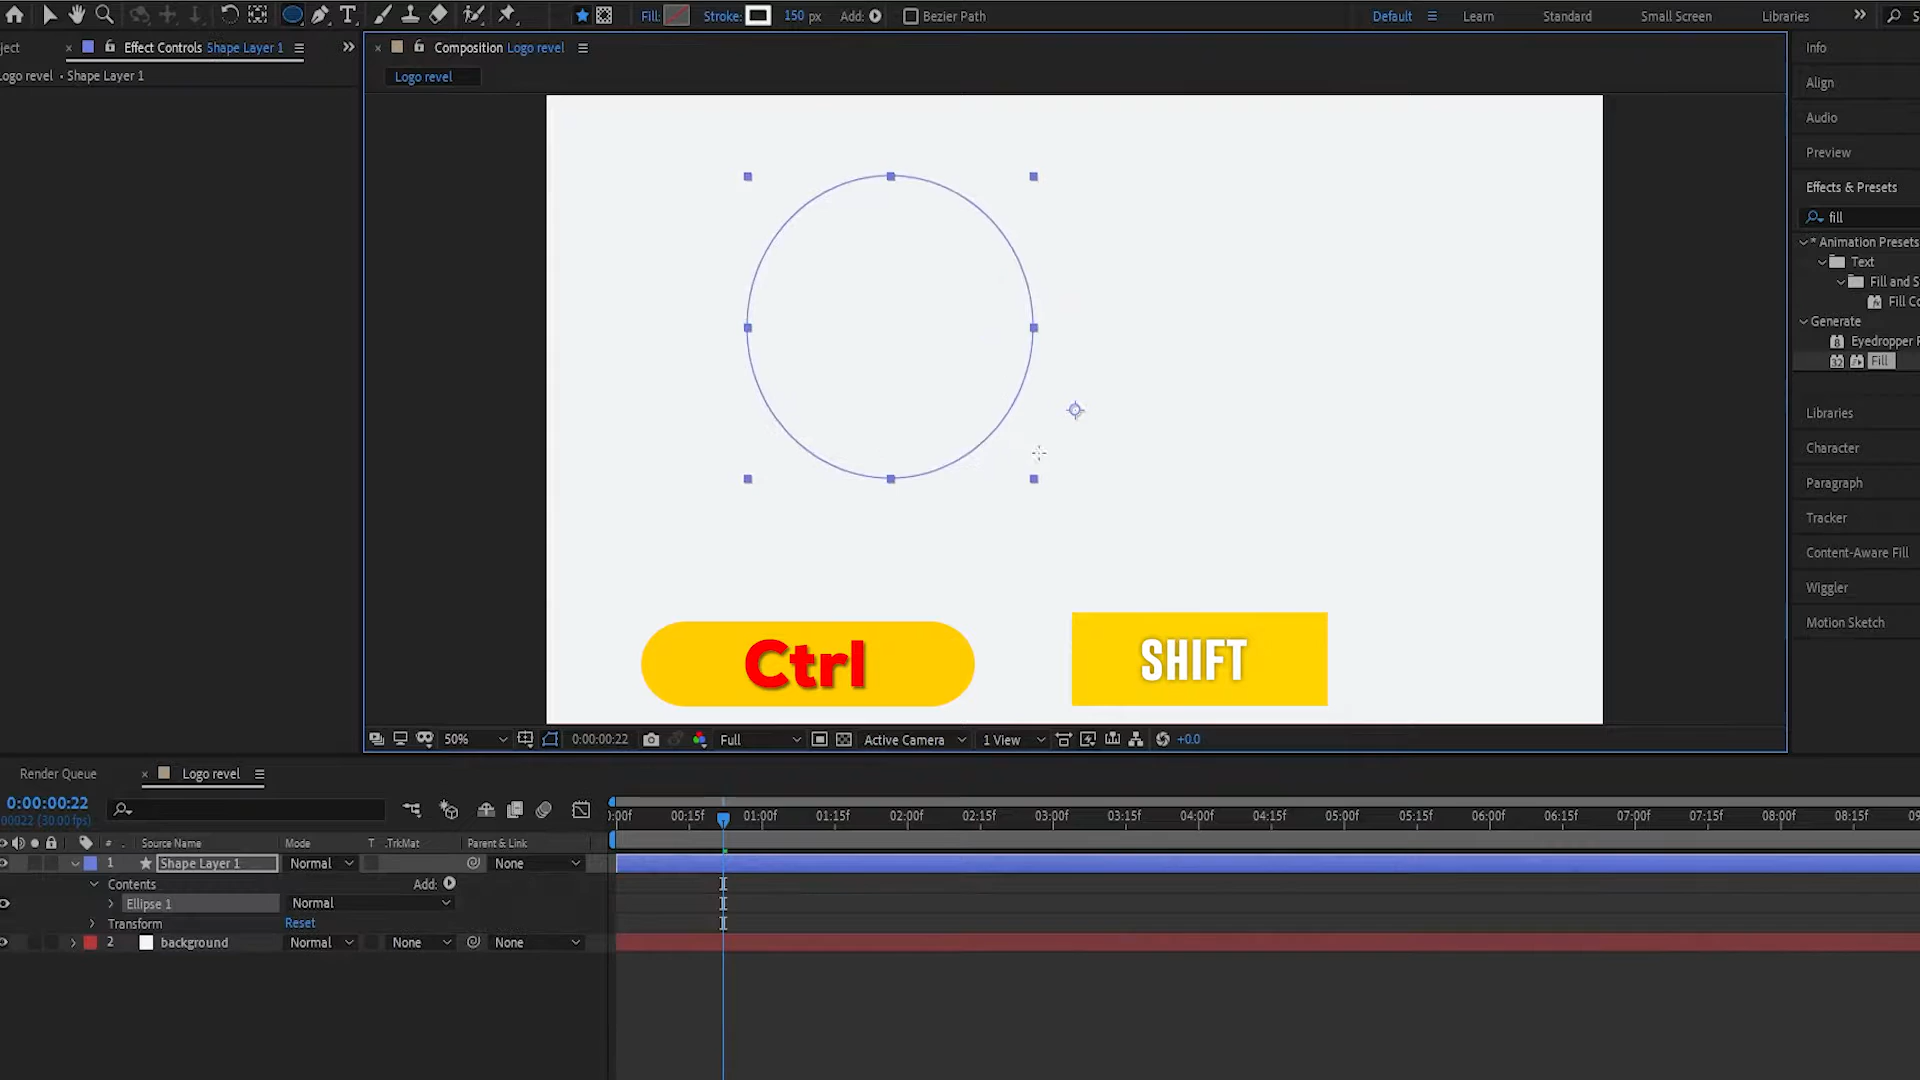 Fill:
Stroke:
150 px
Add:
Bezier Path
Default
Learn
Standard
Small Screen
Libraries
Effect Controls Shape Layer 1
Logo revel • Shape Layer 1
Composition Logo revel
Logo revel
Info
Align
Audio
Preview
Effects & Presets
fill
* Animation Presets
Text
Fill and S
Fill Co
Generate
Eyedropper F
32
Fill
Libraries
Character
Paragraph
Tracker
Content-Aware Fill
Wiggler
Motion Sketch
Ctrl
SHIFT
50%
0:00:00:22
Full
Active Camera
1 View
+0.0
Render Queue
Logo revel
0:00:00:22
00022 (30.00 fps)
:00f 00:15f 01:00f 01:15f 02:00f 02:15f 03:00f 03:15f 04:00f 04:15f 05:00f 05:15f 06:00f 06:15f 07:00f 07:15f 08:00f 08:15f 09
# Source Name Mode T .TrkMat Parent & Link
1 Shape Layer 1 Normal None
Contents Add:
Ellipse 1 Normal
Transform Reset
2 background Normal None None